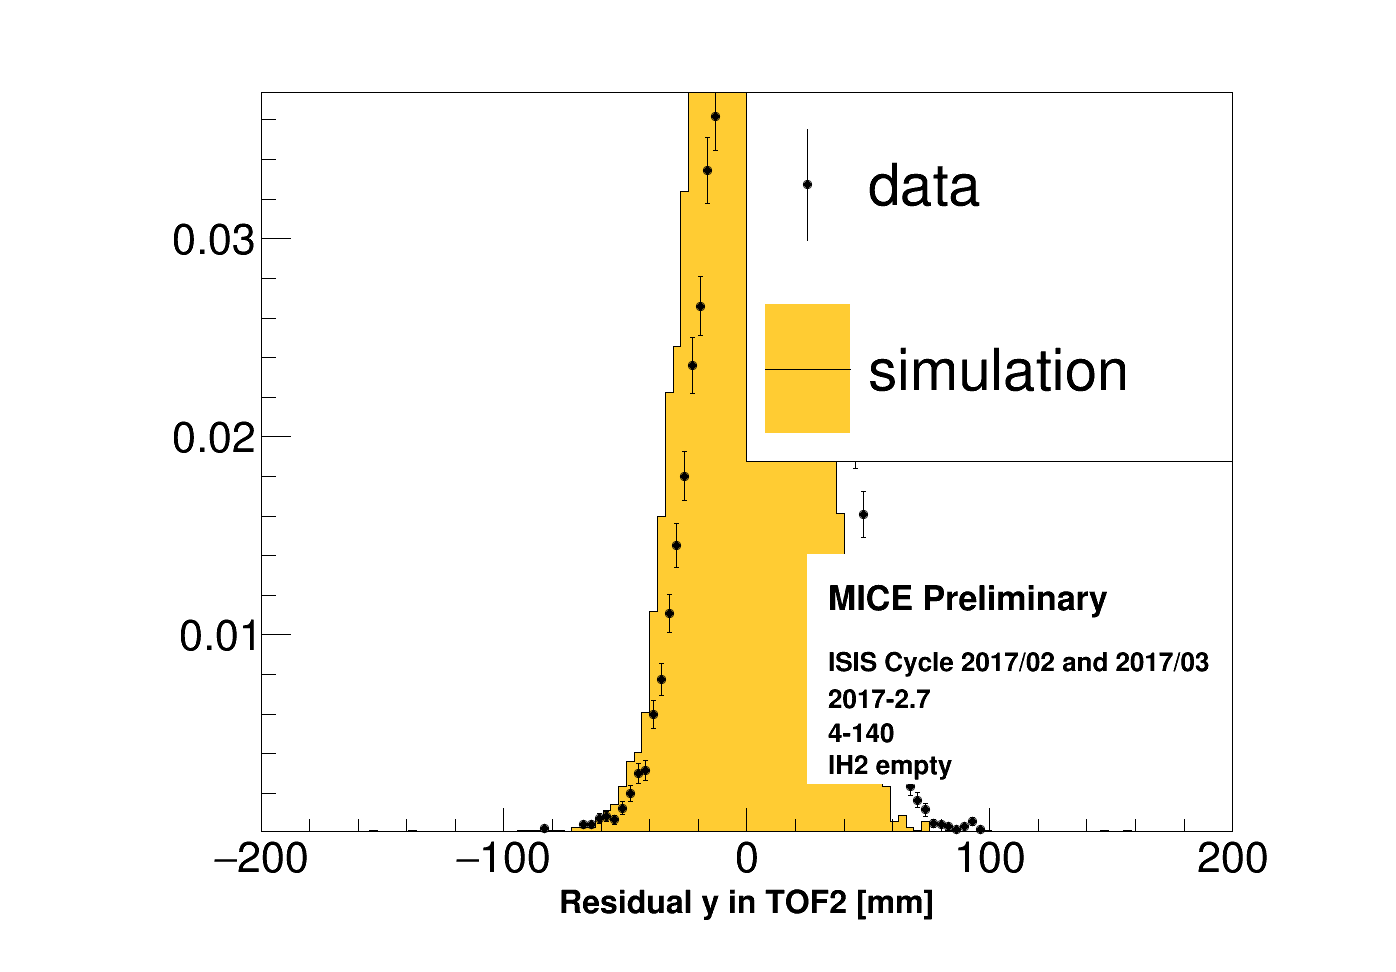 data
simulation
0.03
0.02
0.01
MICE Preliminary
ISIS Cycle 2017/02 and 2017/03
2017-2.7
4-140
IH2 empty
−200 −100 0 100 200
Residual y in TOF2 [mm]